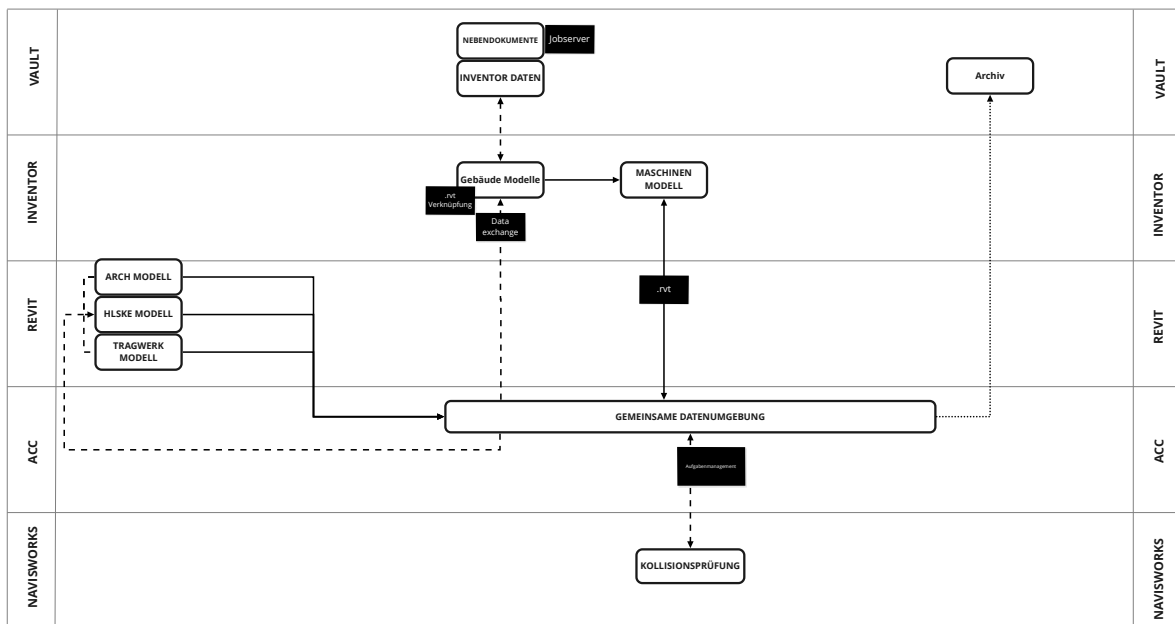 VAULT
NEBENDOKUMENTE
Jobserver
INVENTOR DATEN
Archiv
VAULT
INVENTOR
Gebäude Modelle
MASCHINEN
MODELL
.rvt
Verknüpfung
Data
exchange
INVENTOR
REVIT
ARCH MODELL
HLSKE MODELL
TRAGWERK
MODELL
.rvt
REVIT
ACC
GEMEINSAME DATENUMGEBUNG
Aufgabenmanagement
ACC
NAVISWORKS
KOLLISIONSPRÜFUNG
NAVISWORKS